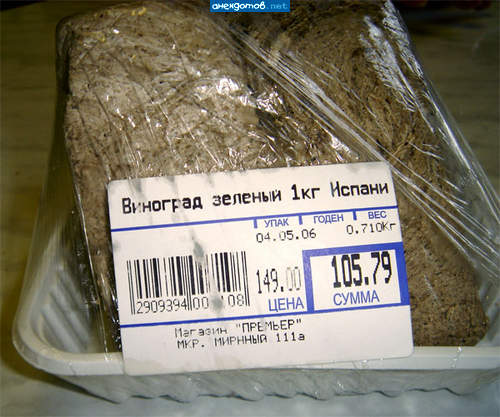 анекдотов.net
Виноград зеленый 1кг Испани
УПАК ГОДЕН ВЕС
04.05.06 0.710Кг
149.00 105.79
ЦЕНА СУММА
2909394 00 08
Магазин "ПРЕМЬЕР"
МКР. МИРННЫЙ 111а